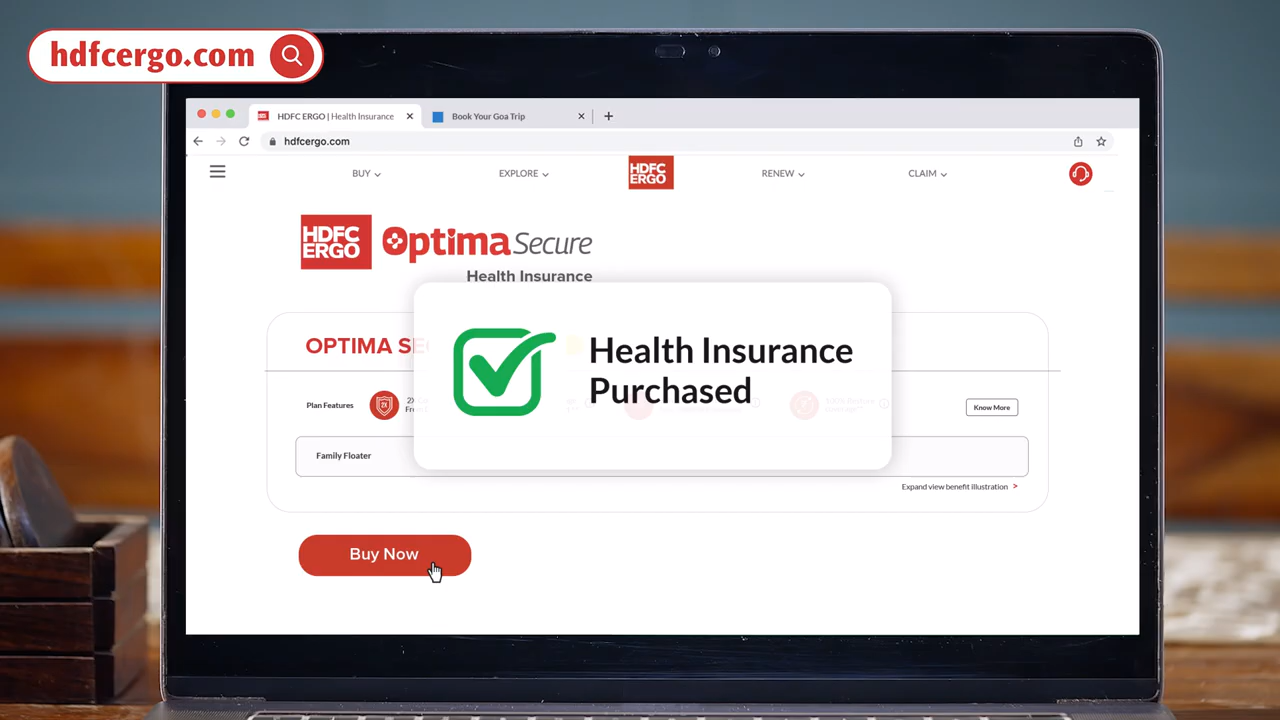 hdfcergo.com
HDFC ERGO | Health Insurance
Book Your Goa Trip
hdfcergo.com
BUY
EXPLORE
HDFC
ERGO
RENEW
CLAIM
HDFC
ERGO
Optima Secure
Health Insurance
OPTIMA SEC
Health Insurance
Purchased
Plan Features
2X
Know More
Family Floater
Expand view benefit illustration >
Buy Now